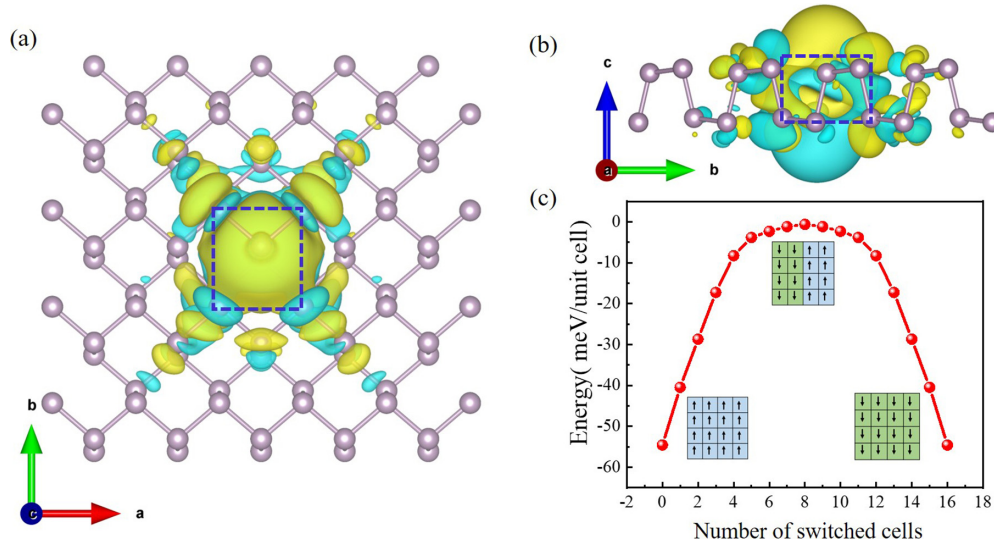 (a)
b
c
a
(b)
c
a
b
(c)
Energy( meV/unit cell)
0
-10
-20
-30
-40
-50
-60
↓ ↓ ↑ ↑
↓ ↓ ↑ ↑
↓ ↓ ↑ ↑
↓ ↓ ↑ ↑
↑ ↑ ↑ ↑
↑ ↑ ↑ ↑
↑ ↑ ↑ ↑
↑ ↑ ↑ ↑
↓ ↓ ↓ ↓
↓ ↓ ↓ ↓
↓ ↓ ↓ ↓
↓ ↓ ↓ ↓
-2 0 2 4 6 8 10 12 14 16 18
Number of switched cells